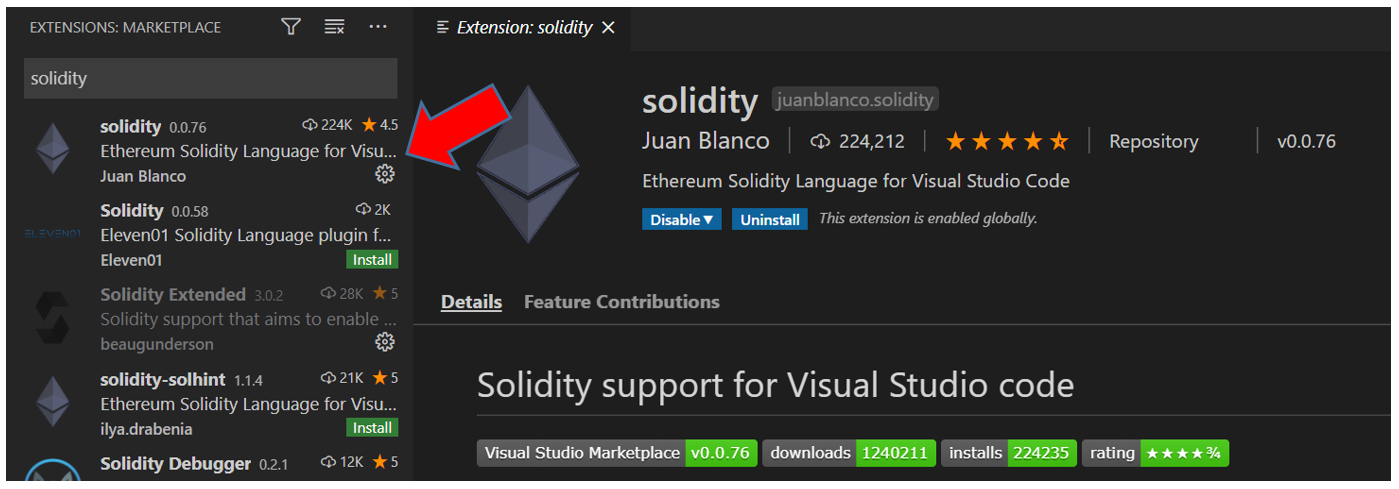 EXTENSIONS: MARKETPLACE
solidity
solidity 0.0.76 224K 4.5
Ethereum Solidity Language for Visu...
Juan Blanco
ELEVEN01
Solidity 0.0.58 2K
Eleven01 Solidity Language plugin f...
Eleven01 Install
Solidity Extended 3.0.2 28K 5
Solidity support that aims to enable ...
beaugunderson
solidity-solhint 1.1.4 21K 5
Ethereum Solidity Language for Visu...
ilya.drabenia Install
Solidity Debugger 0.2.1 12K 5
Extension: solidity
solidity juanblanco.solidity
Juan Blanco 224,212 Repository v0.0.76
Ethereum Solidity Language for Visual Studio Code
Disable Uninstall This extension is enabled globally.
Details Feature Contributions
Solidity support for Visual Studio code
Visual Studio Marketplace v0.0.76 downloads 1240211 installs 224235 rating ★★★★¾